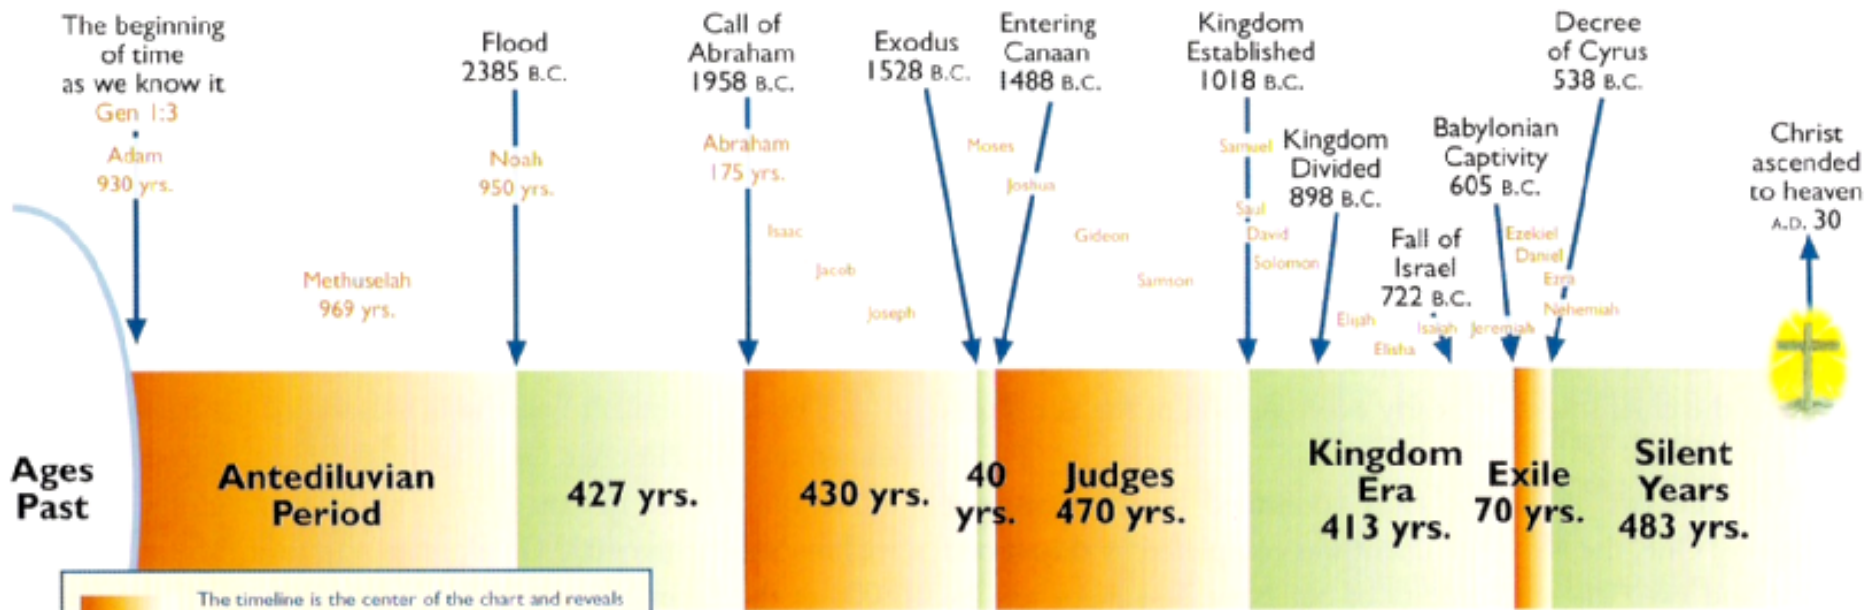 The beginning
of time
as we know it
Gen 1:3
Adam
930 yrs.
Methuselah
969 yrs.
Flood
2385 B.C.
Noah
950 yrs.
Call of
Abraham
1958 B.C.
Abraham
175 yrs.
Isaac
Jacob
Joseph
Exodus
1528 B.C.
Moses
Entering
Canaan
1488 B.C.
Joshua
Gideon
Samson
Kingdom
Established
1018 B.C.
Samuel
Saul
David
Solomon
Kingdom
Divided
898 B.C.
Elijah
Elisha
Fall of
Israel
722 B.C.
Isaiah
Jeremiah
Babylonian
Captivity
605 B.C.
Ezekiel
Daniel
Ezra
Nehemiah
Decree
of Cyrus
538 B.C.
Christ
ascended
to heaven
A.D. 30
Ages
Past
Antediluvian
Period
427 yrs.
430 yrs.
40
yrs.
Judges
470 yrs.
Kingdom
Era
413 yrs.
Exile
70 yrs.
Silent
Years
483 yrs.
The timeline is the center of the chart and reveals